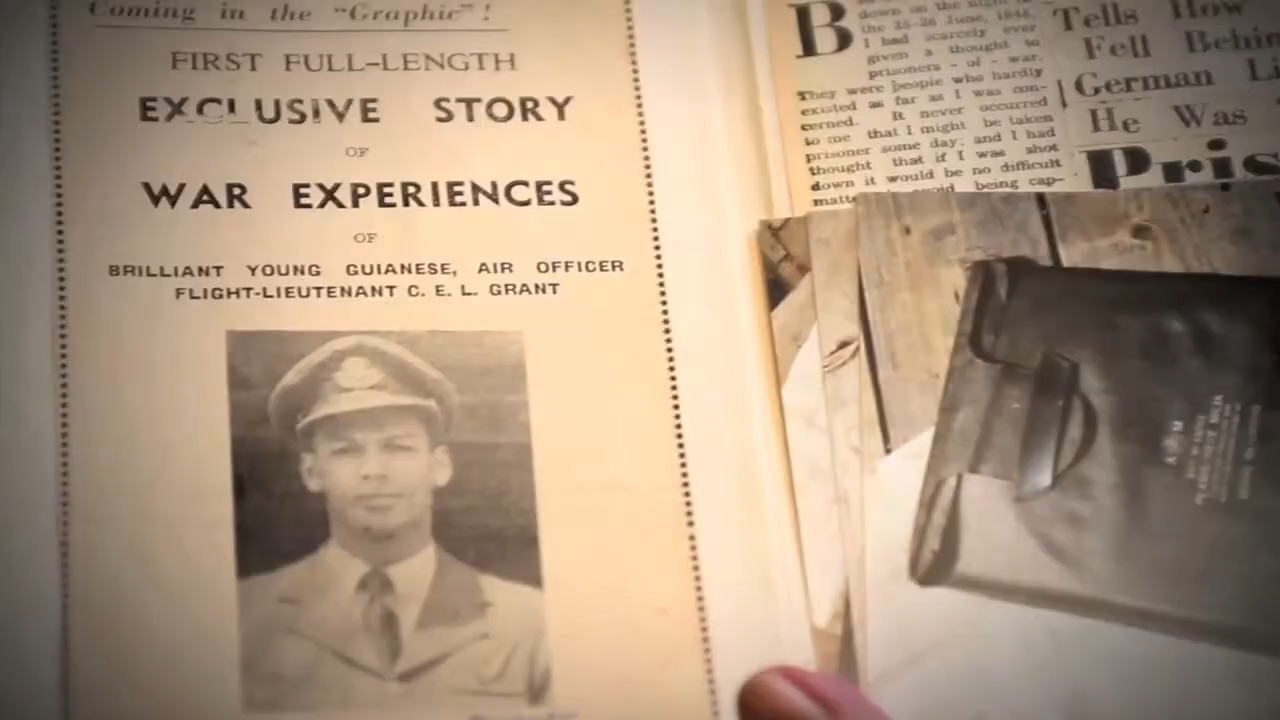 Coming in the "Graphic"!
FIRST FULL-LENGTH
EXCLUSIVE STORY
OF
WAR EXPERIENCES
OF
BRILLIANT YOUNG GUIANESE, AIR OFFICER
FLIGHT-LIEUTENANT C. E. L. GRANT
B
down on the night of
the 25-26 June, 1943,
I had scarcely ever
given a thought to
prisoners - of - war.
They were people who hardly
existed as far as I was con-
cerned. It never occurred
to me that I might be taken
prisoner some day; and I had
thought that if I was shot
down it would be no difficult
being cap-
Tells How
Fell
German
He Was